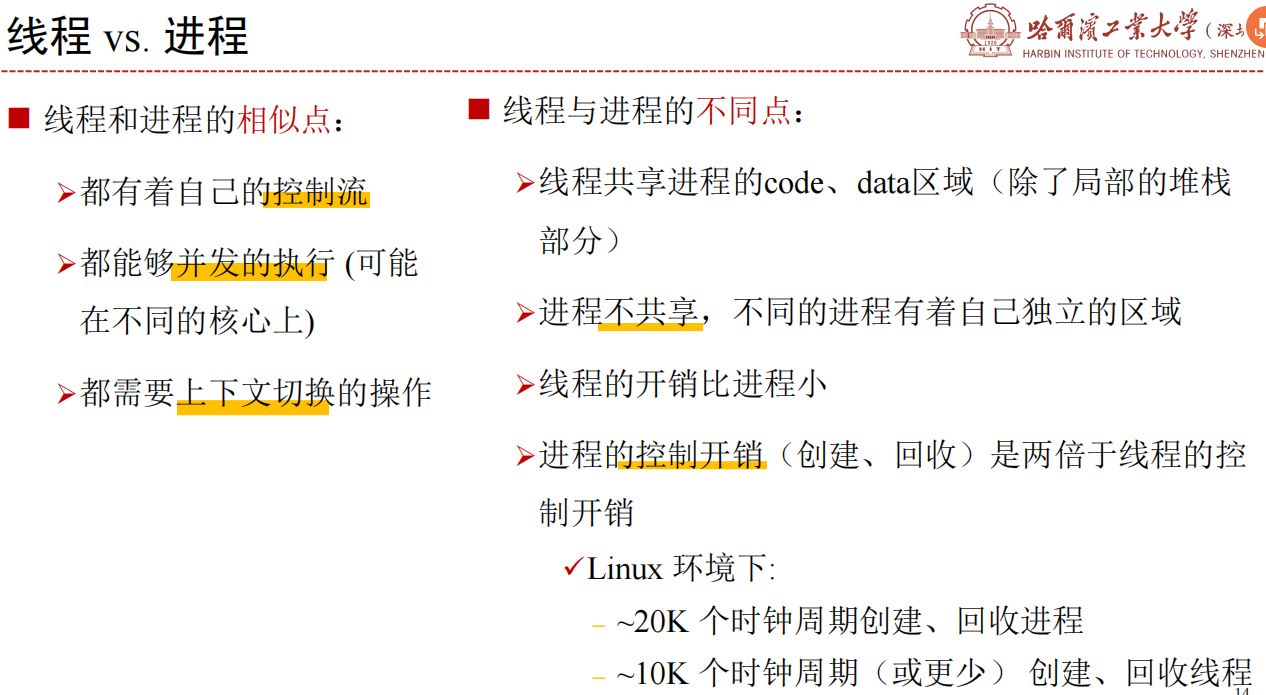 线程 vs. 进程
哈爾濱工業大學（深圳
HARBIN INSTITUTE OF TECHNOLOGY, SHENZHEN
1920
HIT
线程和进程的相似点：
都有着自己的控制流
都能够并发的执行 (可能
在不同的核心上)
都需要上下文切换的操作
线程与进程的不同点：
线程共享进程的code、data区域（除了局部的堆栈
部分）
进程不共享，不同的进程有着自己独立的区域
线程的开销比进程小
进程的控制开销（创建、回收）是两倍于线程的控
制开销
Linux 环境下:
~20K 个时钟周期创建、回收进程
~10K 个时钟周期（或更少） 创建、回收线程
14